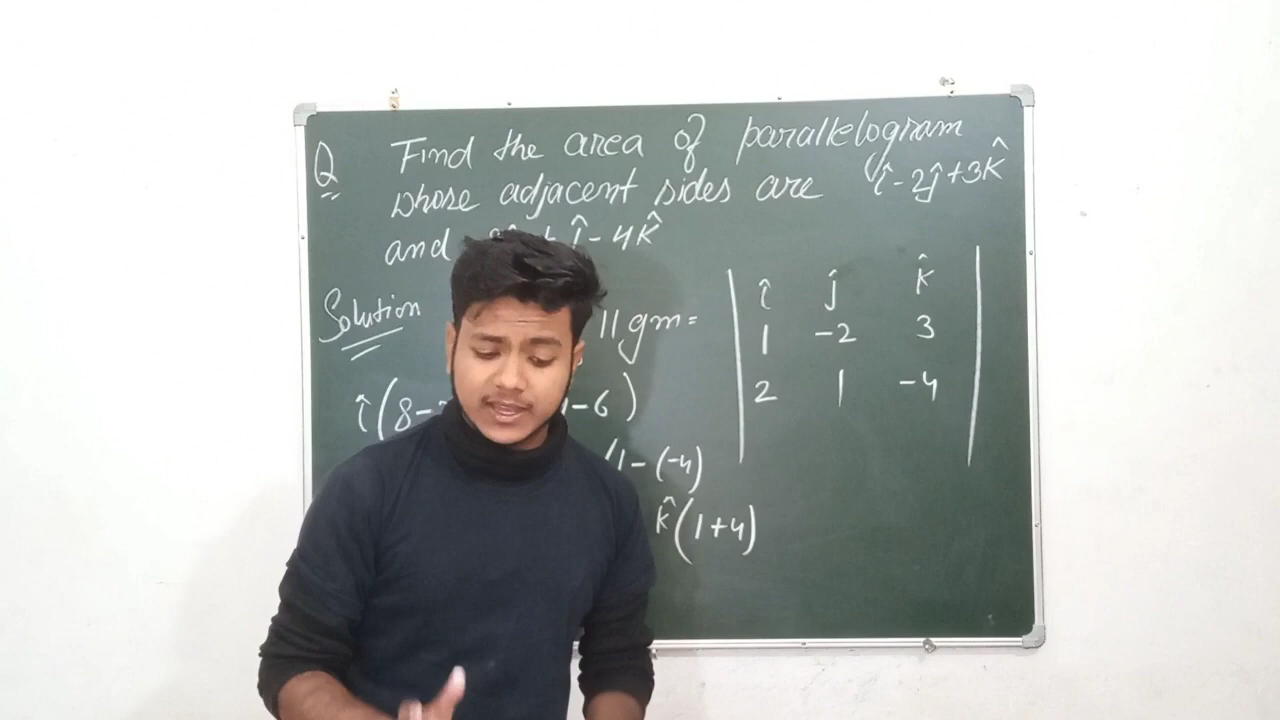 Q Find the area of parallelogram
whose adjacent sides are î-2ĵ+3k̂
and î-4k̂
Solution
11gm=
î ĵ k̂
1 -2 3
2 1 -4
î(8- -6)
1-(-4)
k̂(1+4)